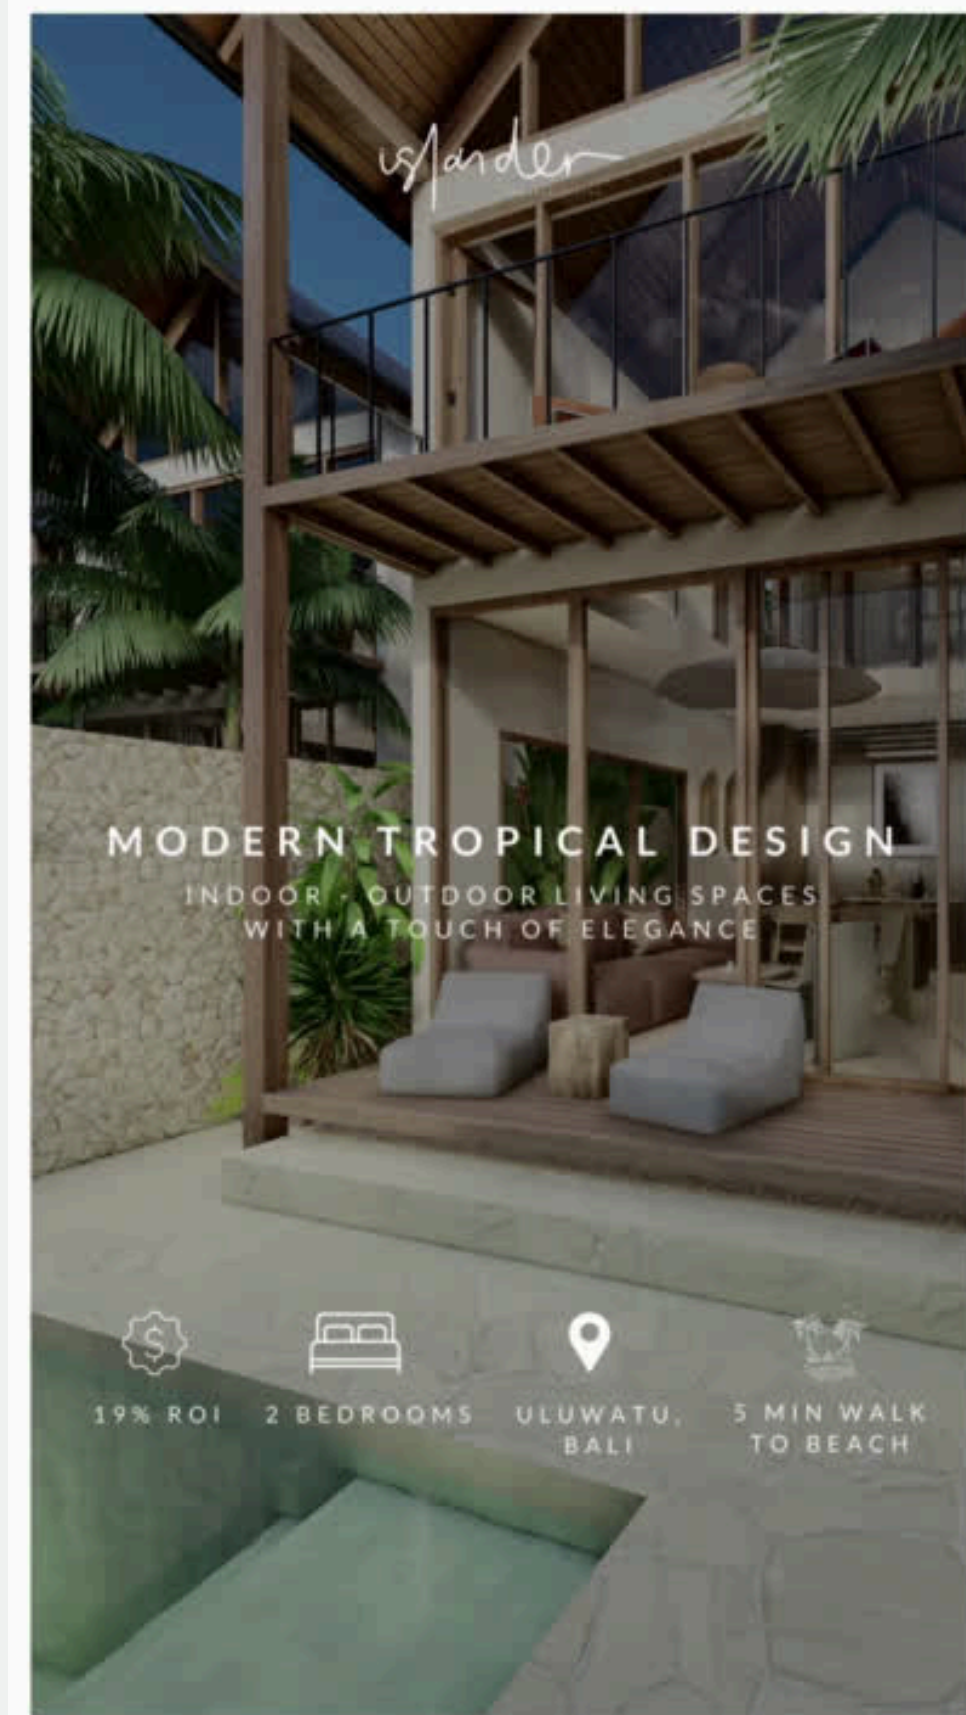 islander
MODERN TROPICAL DESIGN
INDOOR - OUTDOOR LIVING SPACES
WITH A TOUCH OF ELEGANCE
$
19% ROI
2 BEDROOMS
ULUWATU,
BALI
5 MIN WALK
TO BEACH